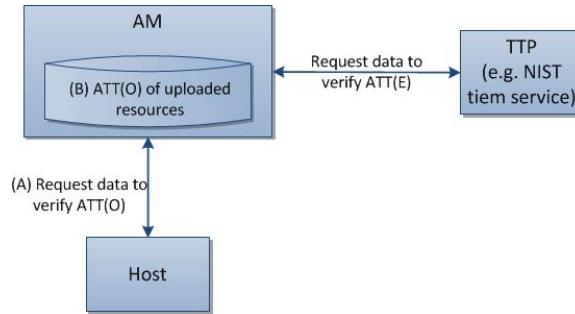 AM
(B) ATT(O) of uploaded
resources
Request data to
verify ATT(E)
TTP
(e.g. NIST
tiem service)
(A) Request data to
verify ATT(O)
Host